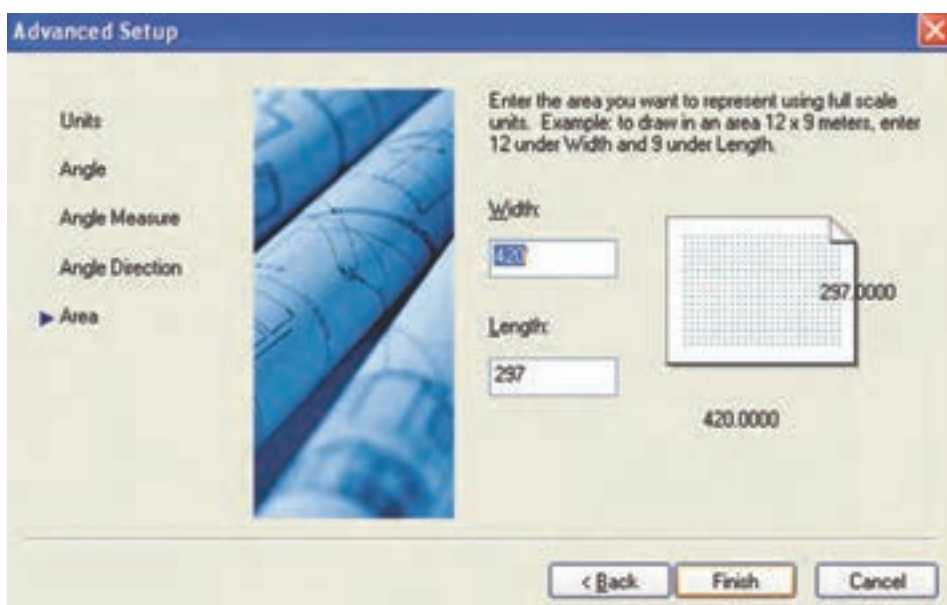 Advanced Setup
Units
Angle
Angle Measure
Angle Direction
Area
Enter the area you want to represent using full scale
units. Example: to draw in an area 12 x 9 meters, enter
12 under Width and 9 under Length.
Width:
420
Length:
297
297.0000
420.0000
< Back
Finish
Cancel